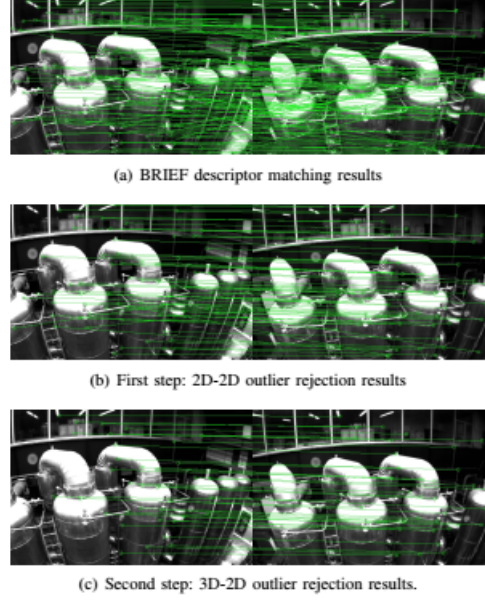 (a) BRIEF descriptor matching results
(b) First step: 2D-2D outlier rejection results
(c) Second step: 3D-2D outlier rejection results.